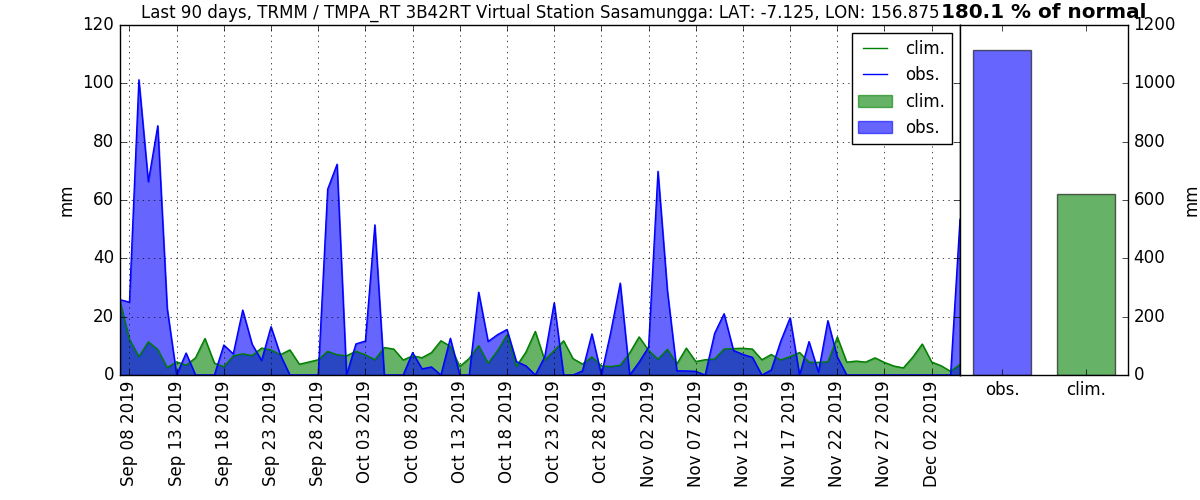 Last 90 days, TRMM / TMPA_RT 3B42RT Virtual Station Sasamungga: LAT: -7.125, LON: 156.875
180.1 % of normal
mm
120
100
80
60
40
20
0
clim.
obs.
clim.
obs.
Sep 08 2019
Sep 13 2019
Sep 18 2019
Sep 23 2019
Sep 28 2019
Oct 03 2019
Oct 08 2019
Oct 13 2019
Oct 18 2019
Oct 23 2019
Oct 28 2019
Nov 02 2019
Nov 07 2019
Nov 12 2019
Nov 17 2019
Nov 22 2019
Nov 27 2019
Dec 02 2019
1200
1000
800
600
400
200
0
mm
obs.
clim.